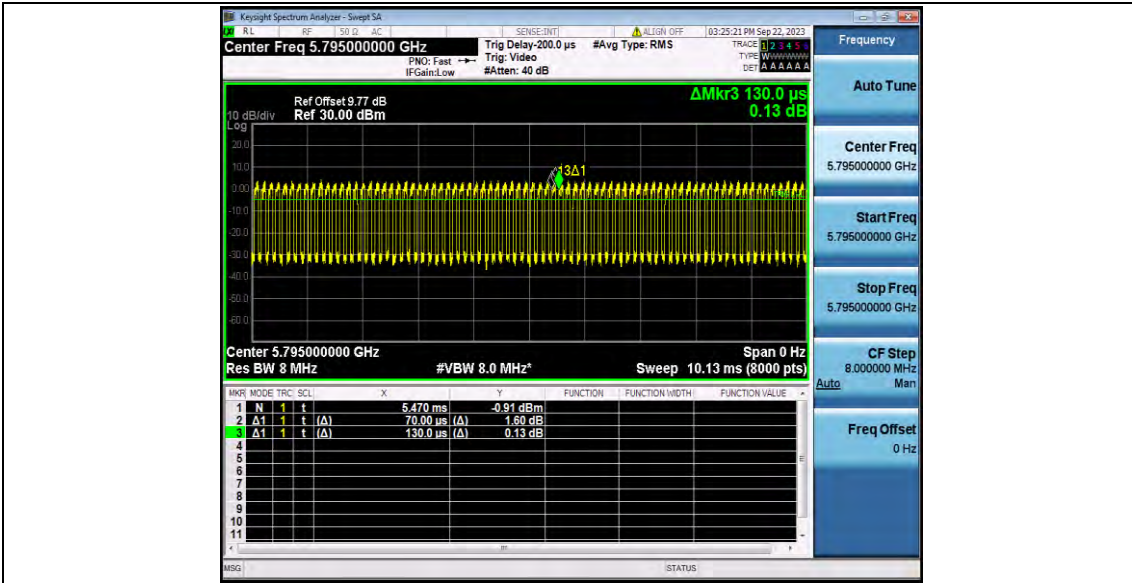 Keysight Spectrum Analyzer - Swept SA
RL RF 50 Ω AC SENSE:INT ALIGN OFF 03:25:21 PM Sep 22, 2023
Center Freq 5.795000000 GHz
PNO: Fast
IFGain:Low
Trig Delay-200.0 µs
Trig: Video
#Atten: 40 dB
#Avg Type: RMS
TRACE 1 2 3 4 5 6
TYPE W
DET A A A A A A
Ref Offset 9.77 dB
10 dB/div Ref 30.00 dBm
Log
ΔMkr3 130.0 µs
0.13 dB
20.0
10.0
0.00
-10.0
-20.0
-30.0
-40.0
-50.0
-60.0
3Δ1
Center 5.795000000 GHz Span 0 Hz
Res BW 8 MHz #VBW 8.0 MHz* Sweep 10.13 ms (8000 pts)
MKR MODE TRC SCL X Y FUNCTION FUNCTION WIDTH FUNCTION VALUE
1 N 1 t 5.470 ms -0.91 dBm
2 Δ1 1 t (Δ) 70.00 µs (Δ) 1.60 dB
3 Δ1 1 t (Δ) 130.0 µs (Δ) 0.13 dB
4
5
6
7
8
9
10
11
MSG STATUS
Frequency
Auto Tune
Center Freq
5.795000000 GHz
Start Freq
5.795000000 GHz
Stop Freq
5.795000000 GHz
CF Step
8.000000 MHz
Auto Man
Freq Offset
0 Hz